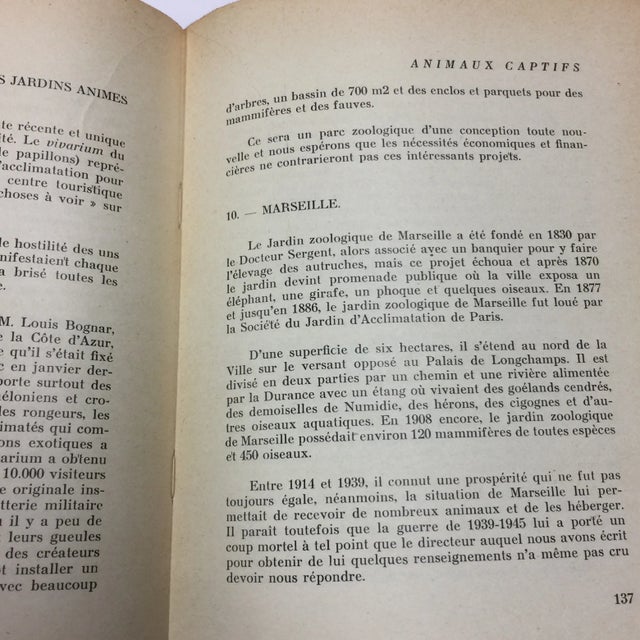 S JARDINS ANIMES
te récente et unique
ité. Le vivarium du
le papillons) repré-
'acclimatation pour
centre touristique
choses à voir » sur
le hostilité des uns
nifestaient chaque
a brisé toutes les
e.
M. Louis Bognar,
e la Côte d'Azur,
e qu'il s'était fixé
c en janvier der-
porte surtout des
éloniens et cro-
des rongeurs, les
imatés qui com-
ons exotiques a
arium a obtenu
10.000 visiteurs
e originale ins-
tterie militaire
u il y a peu de
t leurs gueules
des créateurs
t installer un
vec beaucoup
ANIMAUX CAPTIFS
d'arbres, un bassin de 700 m2 et des enclos et parquets pour des
mammifères et des fauves.
Ce sera un parc zoologique d'une conception toute nou-
velle et nous espérons que les nécessités économiques et finan-
cières ne contrarieront pas ces intéressants projets.
10. — MARSEILLE.
Le Jardin zoologique de Marseille a été fondé en 1830 par
le Docteur Sergent, alors associé avec un banquier pour y faire
l'élevage des autruches, mais ce projet échoua et après 1870
le jardin devint promenade publique où la ville exposa un
éléphant, une girafe, un phoque et quelques oiseaux. En 1877
et jusqu'en 1886, le jardin zoologique de Marseille fut loué par
la Société du Jardin d'Acclimatation de Paris.
D'une superficie de six hectares, il s'étend au nord de la
Ville sur le versant opposé au Palais de Longchamps. Il est
divisé en deux parties par un chemin et une rivière alimentée
par la Durance avec un étang où vivaient des goélands cendrés,
des demoiselles de Numidie, des hérons, des cigognes et d'au-
tres oiseaux aquatiques. En 1908 encore, le jardin zoologique
de Marseille possédait environ 120 mammifères de toutes espèces
et 450 oiseaux.
Entre 1914 et 1939, il connut une prospérité qui ne fut pas
toujours égale, néanmoins, la situation de Marseille lui per-
mettait de recevoir de nombreux animaux et de les héberger.
Il parait toutefois que la guerre de 1939-1945 lui a porté un
coup mortel à tel point que le directeur auquel nous avons écrit
pour obtenir de lui quelques renseignements n'a même pas cru
devoir nous répondre.
137